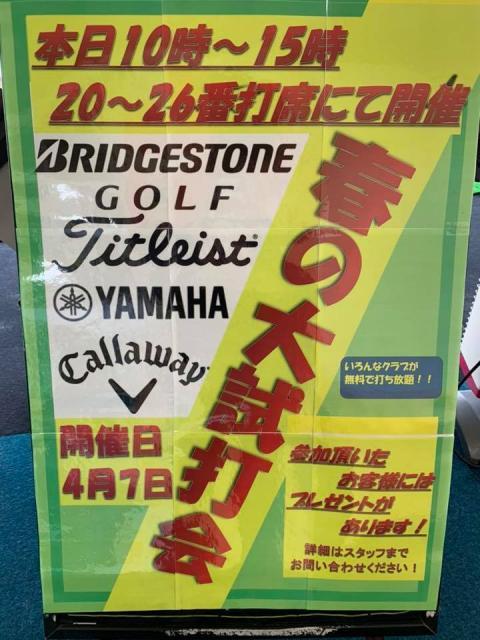 本日10時～15時
20～26番打席にて開催
BRIDGESTONE
GOLF
Titleist
YAMAHA
Callaway
春の大試打会
いろんなクラブが
無料で打ち放題！！
開催日
4月7日
参加頂いた
お客様には
プレゼントが
あります！
詳細はスタッフまで
お問い合わせください！